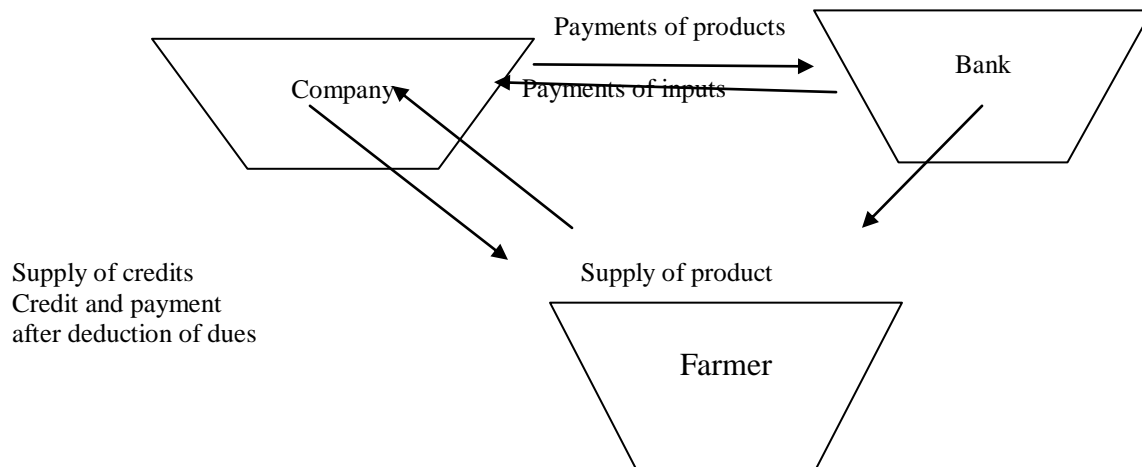 Payments of products
Bank
Company
Payments of inputs
Supply of credits
Credit and payment
after deduction of dues
Supply of product
Farmer